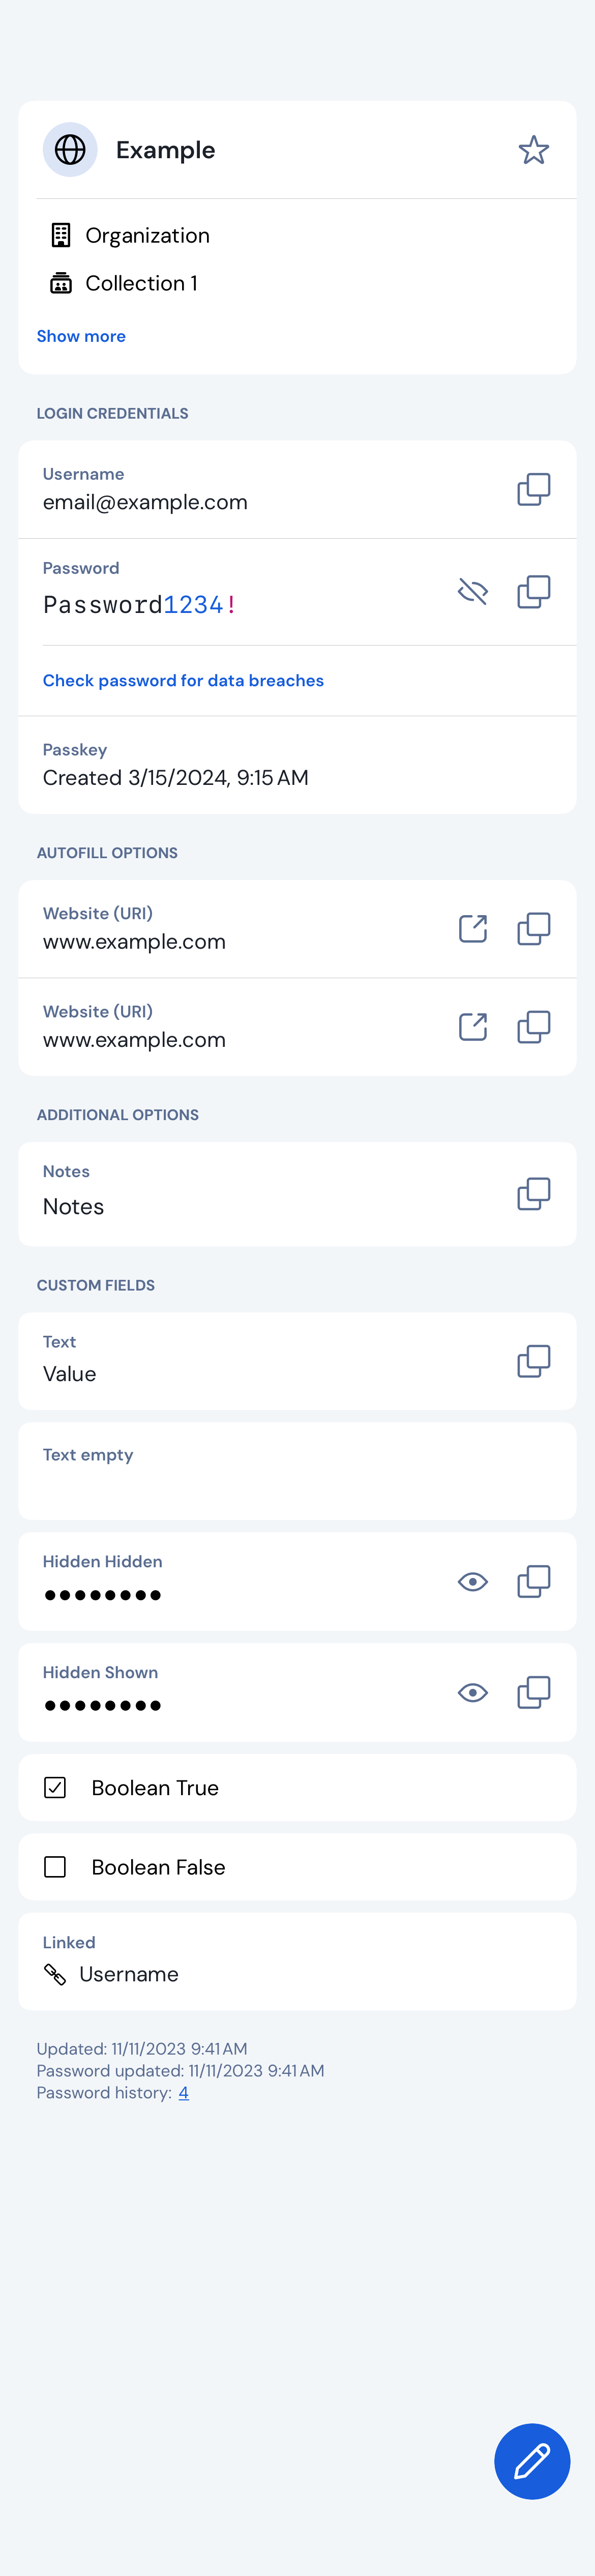 Example
Organization
Collection 1
Show more
LOGIN CREDENTIALS
Username
email@example.com
Password
Password1234!
Check password for data breaches
Passkey
Created 3/15/2024, 9:15 AM
AUTOFILL OPTIONS
Website (URI)
www.example.com
Website (URI)
www.example.com
ADDITIONAL OPTIONS
Notes
Notes
CUSTOM FIELDS
Text
Value
Text empty
Hidden Hidden
••••••••
Hidden Shown
••••••••
Boolean True
Boolean False
Linked
Username
Updated: 11/11/2023 9:41 AM
Password updated: 11/11/2023 9:41 AM
Password history: 4